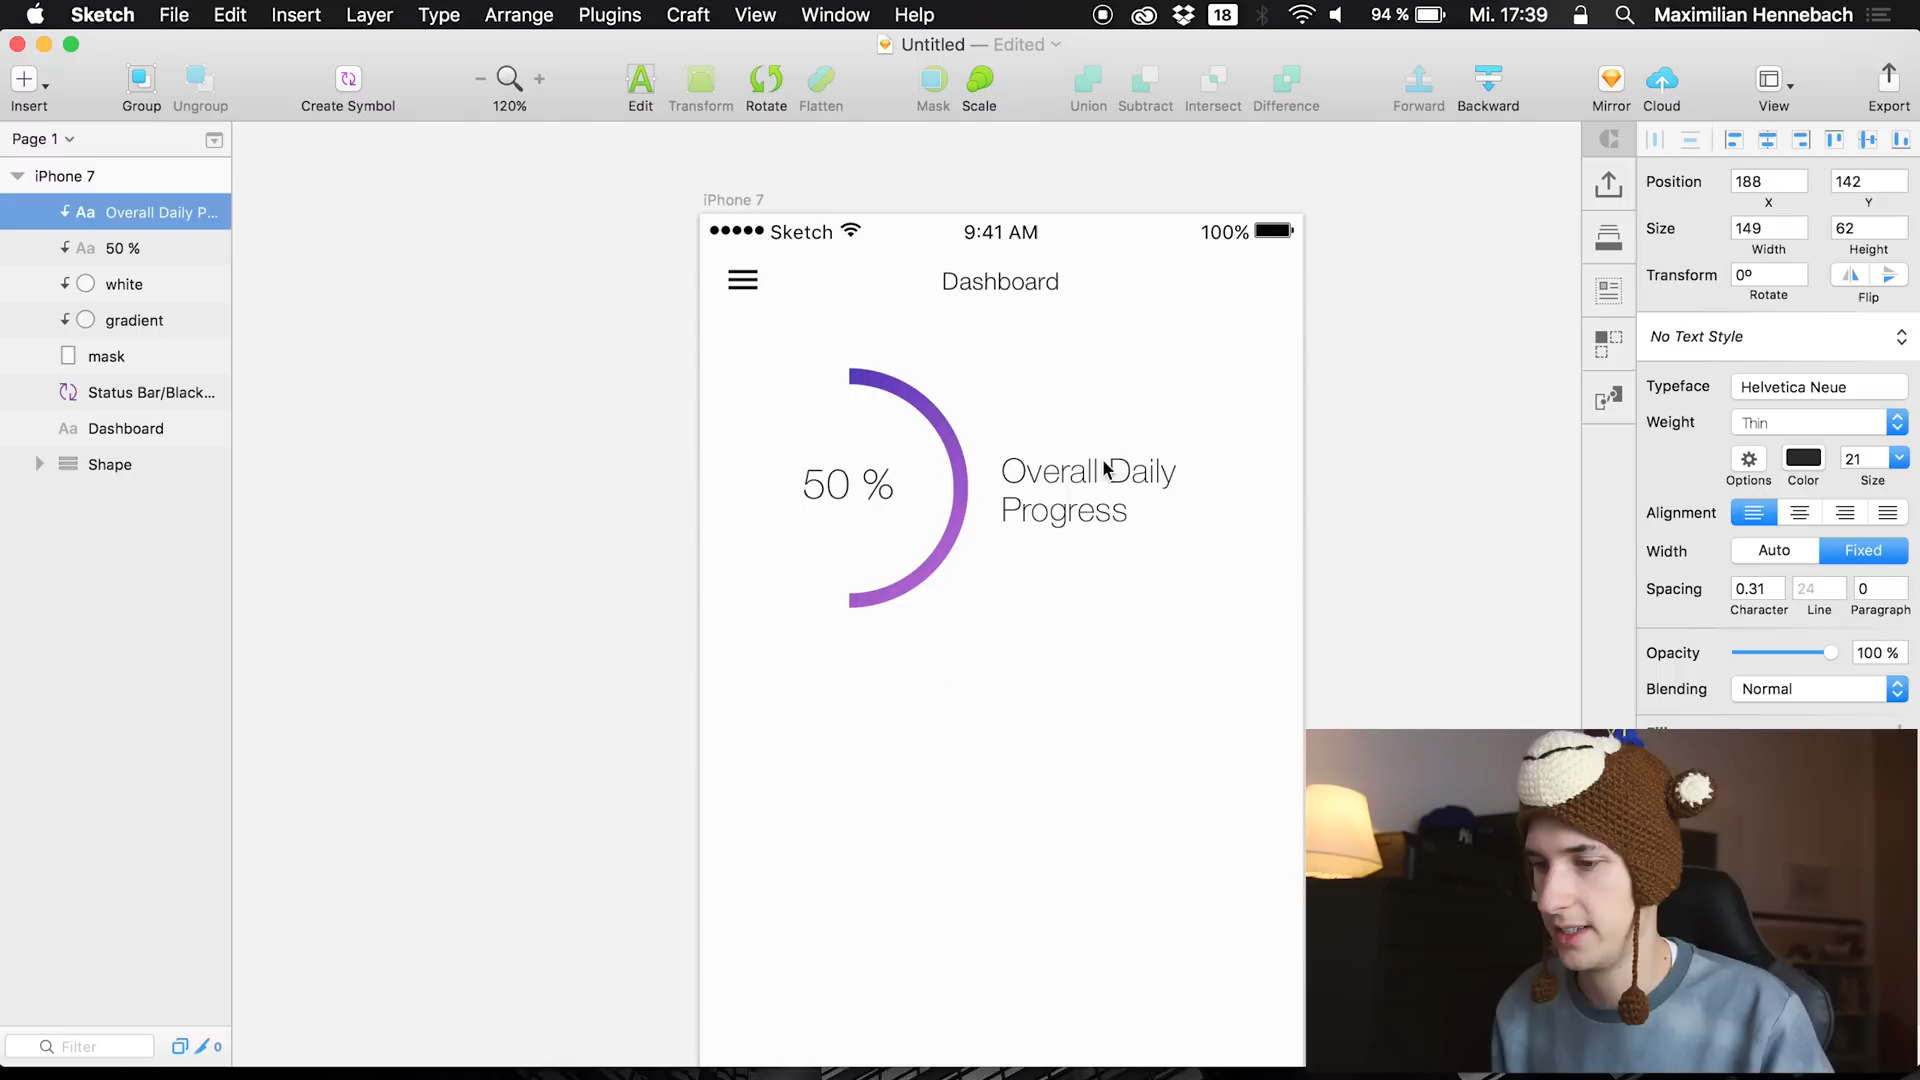 Sketch File Edit Insert Layer Type Arrange Plugins Craft View Window Help 18 94 % Mi. 17:39 Maximilian Hennebach
Untitled — Edited
Insert Group Ungroup Create Symbol 120% Edit Transform Rotate Flatten Mask Scale Union Subtract Intersect Difference Forward Backward Mirror Cloud View Export
Page 1
iPhone 7
Aa Overall Daily P...
Aa 50 %
white
gradient
mask
Status Bar/Black...
Aa Dashboard
Shape
Filter
0
iPhone 7
Sketch 9:41 AM 100%
Dashboard
50 %
Overall Daily
Progress
Position 188 142
X Y
Size 149 62
Width Height
Transform 0º
Rotate Flip
No Text Style
Typeface Helvetica Neue
Weight Thin
21
Options Color Size
Alignment
Width Auto Fixed
Spacing 0.31 24 0
Character Line Paragraph
Opacity 100 %
Blending Normal